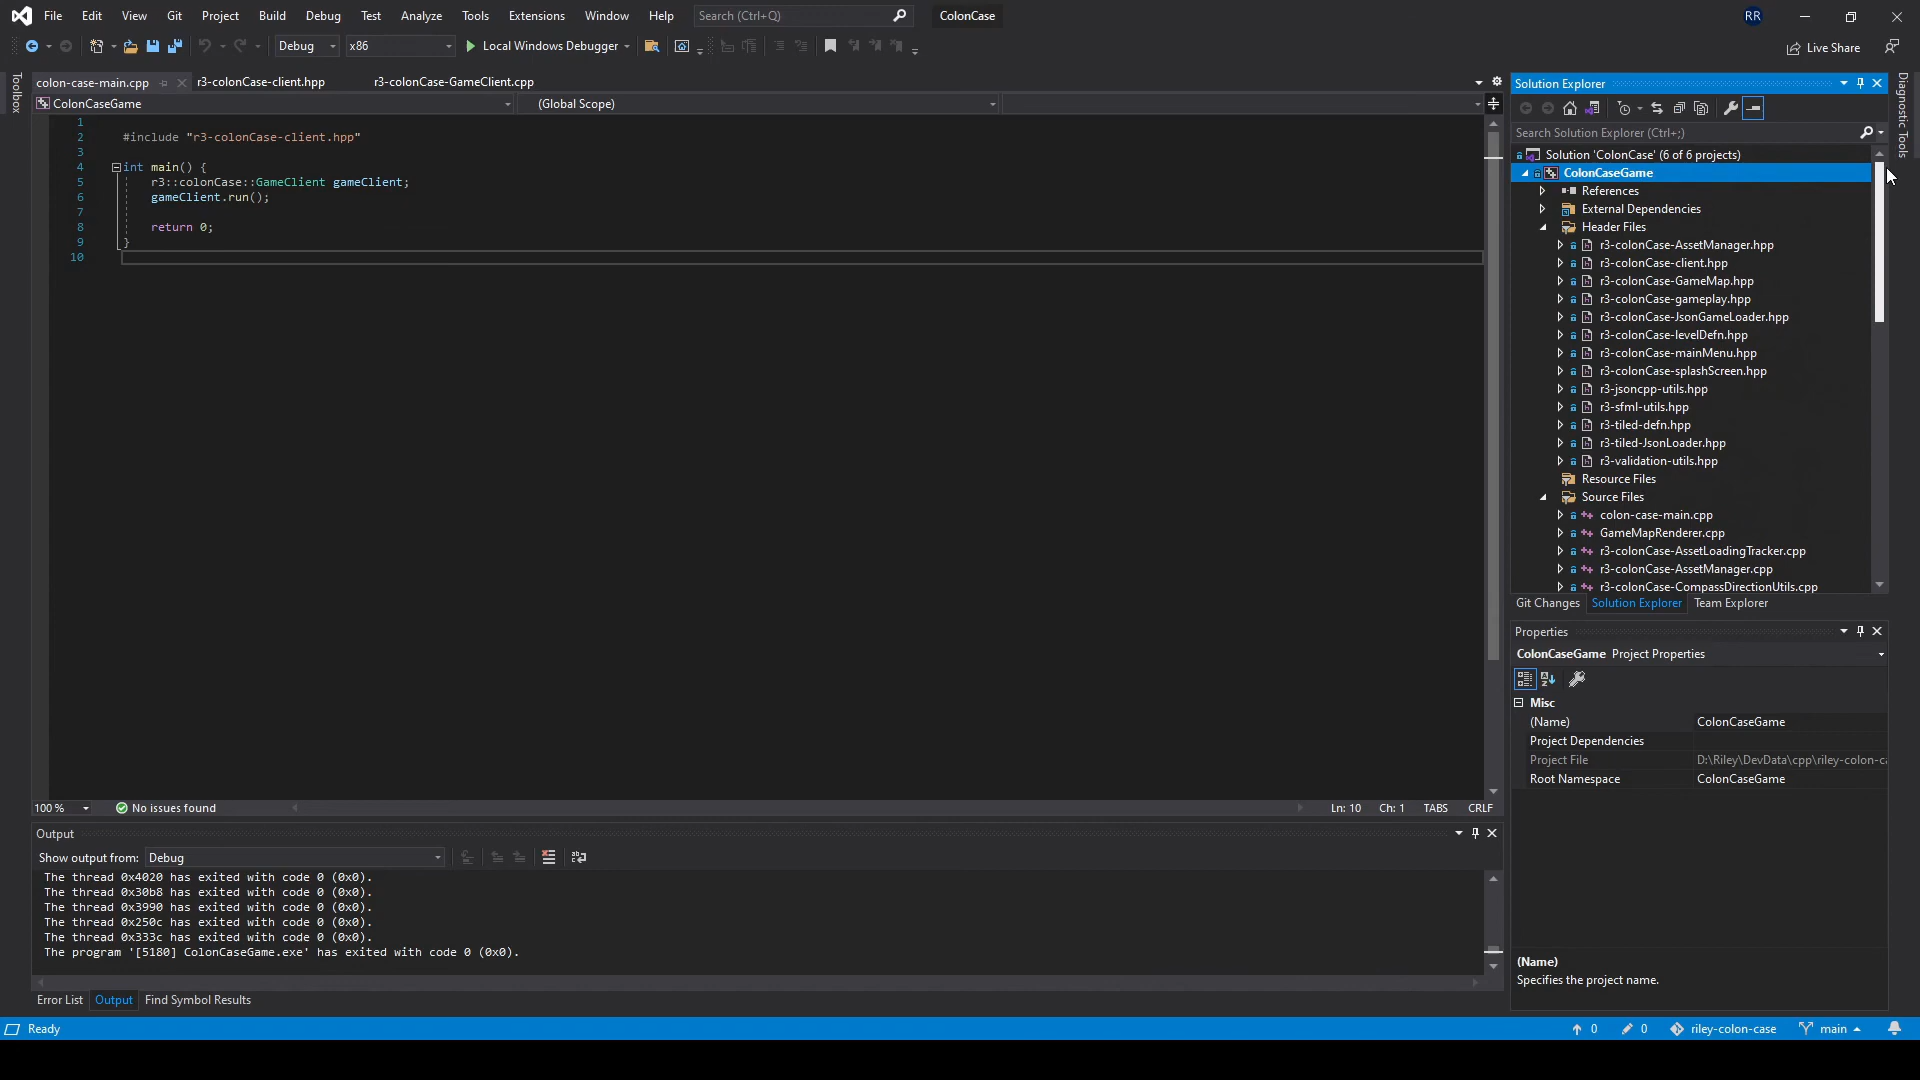 File Edit View Git Project Build Debug Test Analyze Tools Extensions Window Help Search (Ctrl+Q) ColonCase RR
Debug x86 Local Windows Debugger Live Share
Toolbox
colon-case-main.cpp r3-colonCase-client.hpp r3-colonCase-GameClient.cpp
ColonCaseGame (Global Scope)
1
2 #include "r3-colonCase-client.hpp"
3
4 int main() {
5 r3::colonCase::GameClient gameClient;
6 gameClient.run();
7
8 return 0;
9 }
10
100 % No issues found Ln: 10 Ch: 1 TABS CRLF
Output
Show output from: Debug
The thread 0x4020 has exited with code 0 (0x0).
The thread 0x30b8 has exited with code 0 (0x0).
The thread 0x3990 has exited with code 0 (0x0).
The thread 0x250c has exited with code 0 (0x0).
The thread 0x333c has exited with code 0 (0x0).
The program '[5180] ColonCaseGame.exe' has exited with code 0 (0x0).
Error List Output Find Symbol Results
Solution Explorer
Search Solution Explorer (Ctrl+;)
Solution 'ColonCase' (6 of 6 projects)
ColonCaseGame
References
External Dependencies
Header Files
r3-colonCase-AssetManager.hpp
r3-colonCase-client.hpp
r3-colonCase-GameMap.hpp
r3-colonCase-gameplay.hpp
r3-colonCase-JsonGameLoader.hpp
r3-colonCase-levelDefn.hpp
r3-colonCase-mainMenu.hpp
r3-colonCase-splashScreen.hpp
r3-jsoncpp-utils.hpp
r3-sfml-utils.hpp
r3-tiled-defn.hpp
r3-tiled-JsonLoader.hpp
r3-validation-utils.hpp
Resource Files
Source Files
colon-case-main.cpp
GameMapRenderer.cpp
r3-colonCase-AssetLoadingTracker.cpp
r3-colonCase-AssetManager.cpp
r3-colonCase-CompassDirectionUtils.cpp
Git Changes Solution Explorer Team Explorer
Properties
ColonCaseGame Project Properties
Misc
(Name) ColonCaseGame
Project Dependencies
Project File D:\Riley\DevData\cpp\riley-colon-ca
Root Namespace ColonCaseGame
(Name)
Specifies the project name.
Diagnostic Tools
Ready 0 0 riley-colon-case main